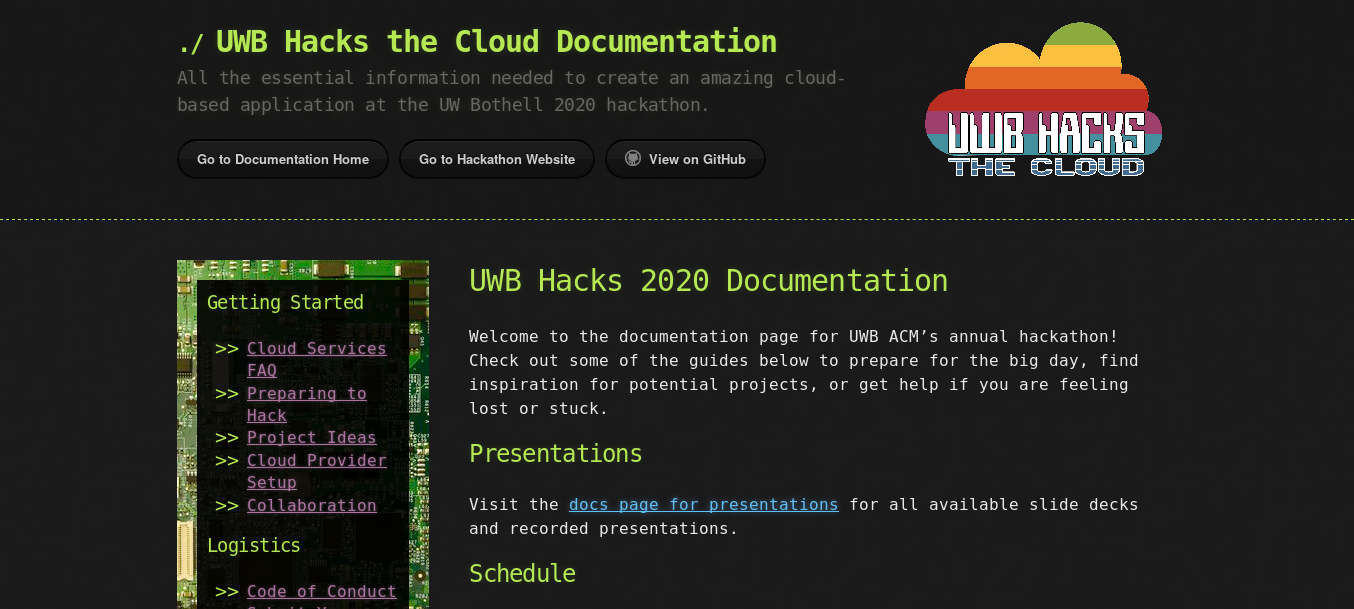 ./ UWB Hacks the Cloud Documentation
All the essential information needed to create an amazing cloud-
based application at the UW Bothell 2020 hackathon.
Go to Documentation Home
Go to Hackathon Website
View on GitHub
UWB HACKS
THE CLOUD
Getting Started
>> Cloud Services
FAQ
>> Preparing to
Hack
>> Project Ideas
>> Cloud Provider
Setup
>> Collaboration
Logistics
>> Code of Conduct
UWB Hacks 2020 Documentation
Welcome to the documentation page for UWB ACM’s annual hackathon!
Check out some of the guides below to prepare for the big day, find
inspiration for potential projects, or get help if you are feeling
lost or stuck.
Presentations
Visit the docs page for presentations for all available slide decks
and recorded presentations.
Schedule